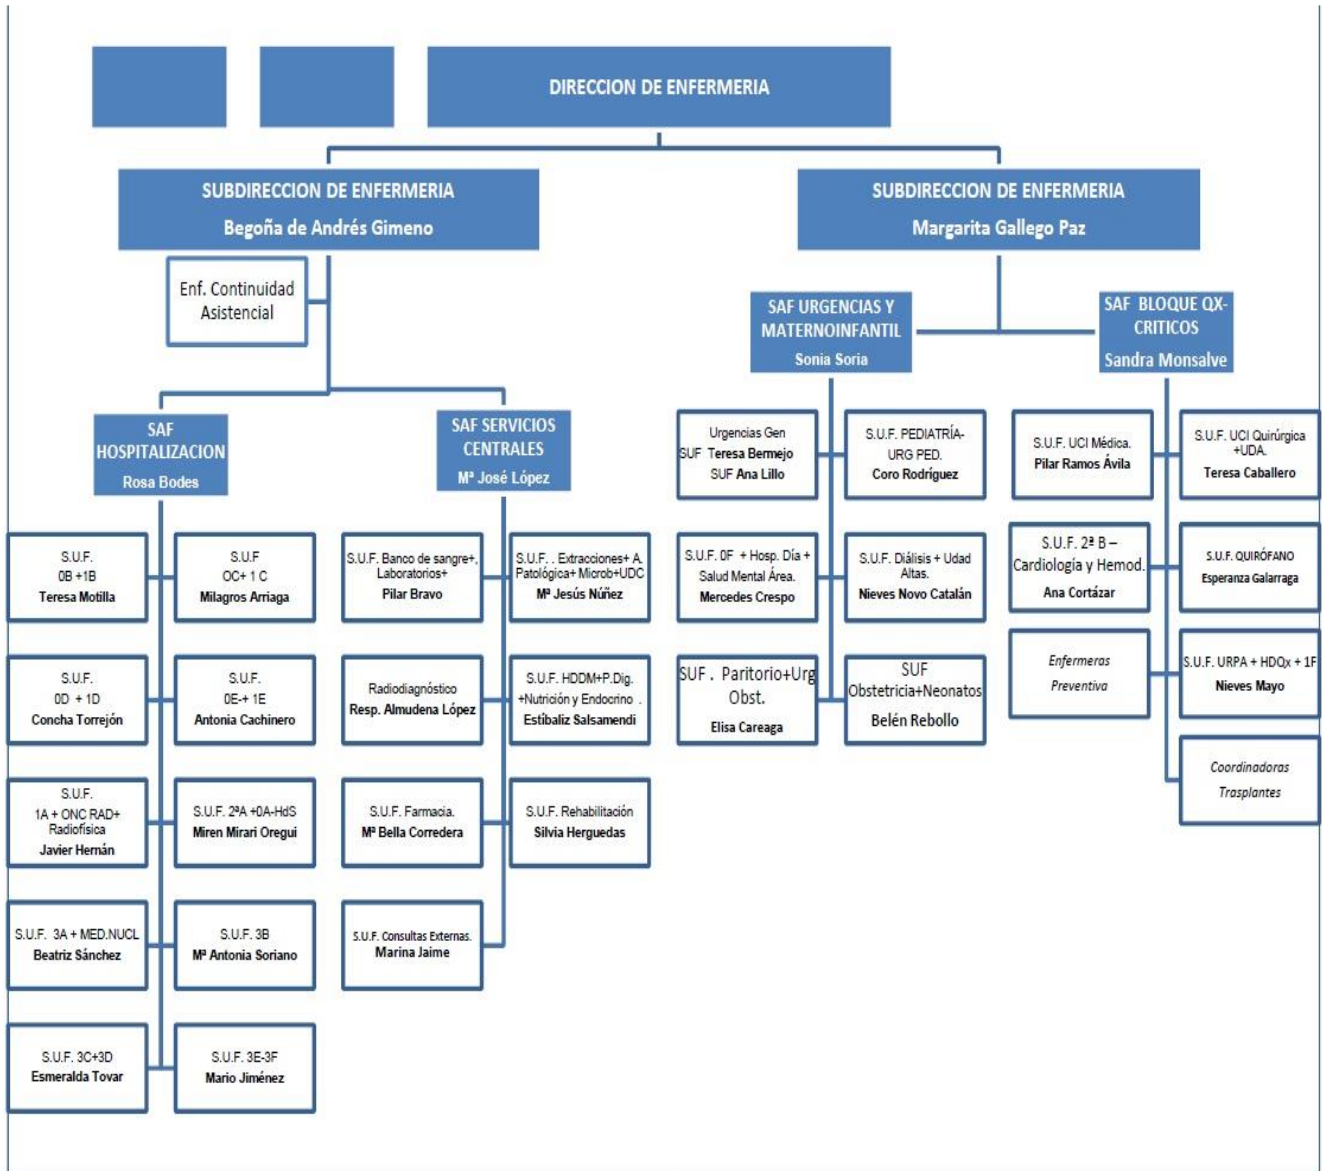 DIRECCION DE ENFERMERIA
SUBDIRECCION DE ENFERMERIA
Begoña de Andrés Gimeno
SUBDIRECCION DE ENFERMERIA
Margarita Gallego Paz
Enf. Continuidad
Asistencial
SAF URGENCIAS Y
MATERNOINFANTIL
Sonia Soria
SAF BLOQUE QX-
CRITICOS
Sandra Monsalve
SAF
HOSPITALIZACION
Rosa Bodes
SAF SERVICIOS
CENTRALES
Mª José López
Urgencias Gen
SUF Teresa Bermejo
SUF Ana Lillo
S.U.F. PEDIATRÍA-
URG PED.
Coro Rodríguez
S.U.F. UCI Médica.
Pilar Ramos Ávila
S.U.F. UCI Quirúrgica
+UDA.
Teresa Caballero
S.U.F.
0B +1B
Teresa Motilla
S.U.F
OC+ 1 C
Milagros Arriaga
S.U.F. Banco de sangre+,
Laboratorios+
Pilar Bravo
S.U.F. . Extracciones+ A.
Patológica+ Microb+UDC
Mª Jesús Núñez
S.U.F. 0F + Hosp. Día +
Salud Mental Área.
Mercedes Crespo
S.U.F. Diálisis + Udad
Altas.
Nieves Novo Catalán
S.U.F. 2ª B –
Cardiología y Hemod.
Ana Cortázar
S.U.F. QUIRÓFANO
Esperanza Galarraga
S.U.F.
0D + 1D
Concha Torrejón
S.U.F.
0E-+ 1E
Antonia Cachinero
Radiodiagnóstico
Resp. Almudena López
S.U.F. HDDM+P.Dig.
+Nutrición y Endocrino .
Estíbaliz Salsamendi
SUF . Paritorio+Urg
Obst.
Elisa Careaga
SUF
Obstetricia+Neonatos
Belén Rebollo
Enfermeras
Preventiva
S.U.F. URPA + HDQx + 1F
Nieves Mayo
S.U.F.
1A + ONC RAD+
Radiofísica
Javier Hernán
S.U.F. 2ªA +0A-HdS
Miren Mirari Oregui
S.U.F. Farmacia.
Mª Bella Corredera
S.U.F. Rehabilitación
Silvia Herguedas
Coordinadoras
Trasplantes
S.U.F. 3A + MED.NUCL
Beatriz Sánchez
S.U.F. 3B
Mª Antonia Soriano
S.U.F. Consultas Externas.
Marina Jaime
S.U.F. 3C+3D
Esmeralda Tovar
S.U.F. 3E-3F
Mario Jiménez